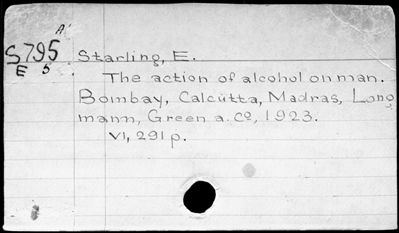 A'
S795 Starling, E.
E 5
The action of alcohol on man.
Bombay, Calcutta, Madras, Long
mann, Green a. Cº, 1923.
VI, 291 p.